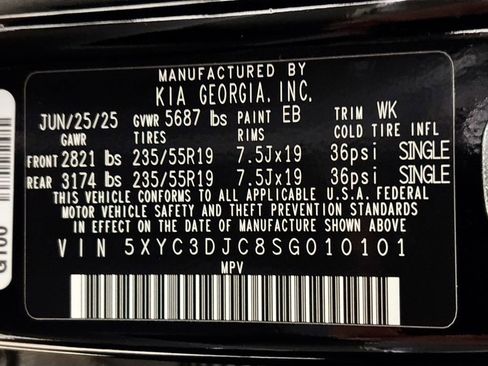 MANUFACTURED BY
KIA GEORGIA, INC.
JUN/25/25 GVWR 5687 lbs PAINT EB TRIM WK
GAWR TIRES RIMS COLD TIRE INFL
FRONT 2821 lbs 235/55R19 7.5Jx19 36psi SINGLE
REAR 3174 lbs 235/55R19 7.5Jx19 36psi SINGLE
THIS VEHICLE CONFORMS TO ALL APPLICABLE U.S.A. FEDERAL
MOTOR VEHICLE SAFETY AND THEFT PREVENTION STANDARDS
IN EFFECT ON THE DATE OF MANUFACTURE SHOWN ABOVE
VIN 5XYC3DJC8SG010101
MPV